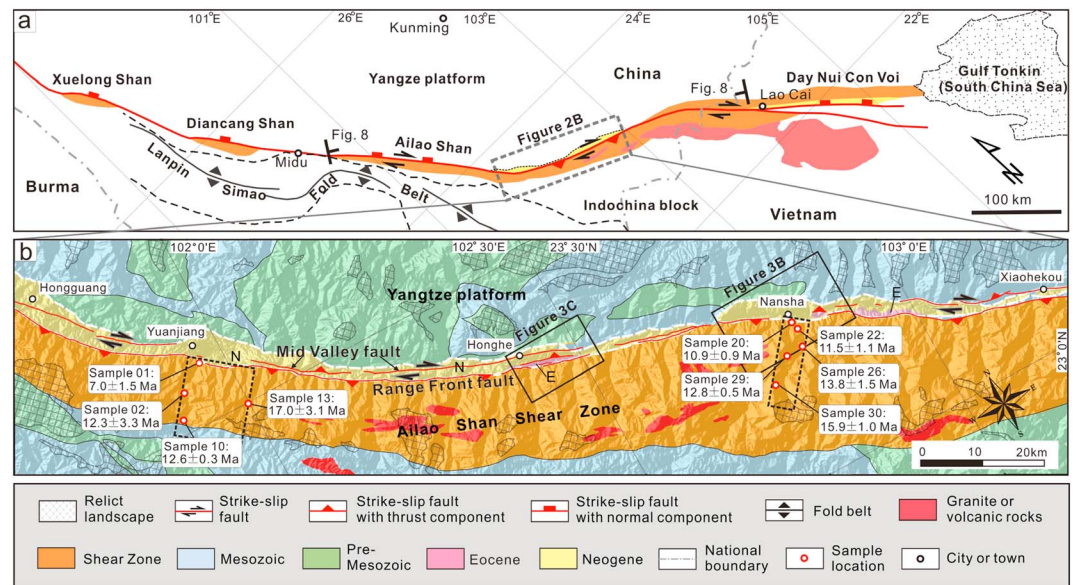 a
101°E
26°E
Kunming
103°E
24°E
105°E
22°E
Xuelong Shan
Yangze platform
China
Day Nui Con Voi
Gulf Tonkin
(South China Sea)
Fig. 8
Lao Cai
Diancang Shan
Fig. 8
Ailao Shan
Figure 2B
Midu
Lanpin
Simao
Fold
Belt
Burma
Indochina block
Vietnam
N
100 km
b
102°0'E
102°30'E
23°30'N
103°0'E
Hongguang
Yangtze platform
Figure 3B
Xiaohekou
E
Nansha
Yuanjiang
Figure 3C
Honghe
N
Mid Valley fault
N
Range Front fault
E
23°0'N
Sample 01:
7.0±1.5 Ma
Sample 02:
12.3±3.3 Ma
Sample 10:
12.6±0.3 Ma
Sample 13:
17.0±3.1 Ma
Ailao Shan Shear Zone
Sample 20:
10.9±0.9 Ma
Sample 29:
12.8±0.5 Ma
Sample 22:
11.5±1.1 Ma
Sample 26:
13.8±1.5 Ma
Sample 30:
15.9±1.0 Ma
0 10 20km
Relict
landscape
Strike-slip
fault
Strike-slip fault
with thrust component
Strike-slip fault
with normal component
Fold belt
Granite or
volcanic rocks
Shear Zone
Mesozoic
Pre-
Mesozoic
Eocene
Neogene
National
boundary
Sample
location
City or town